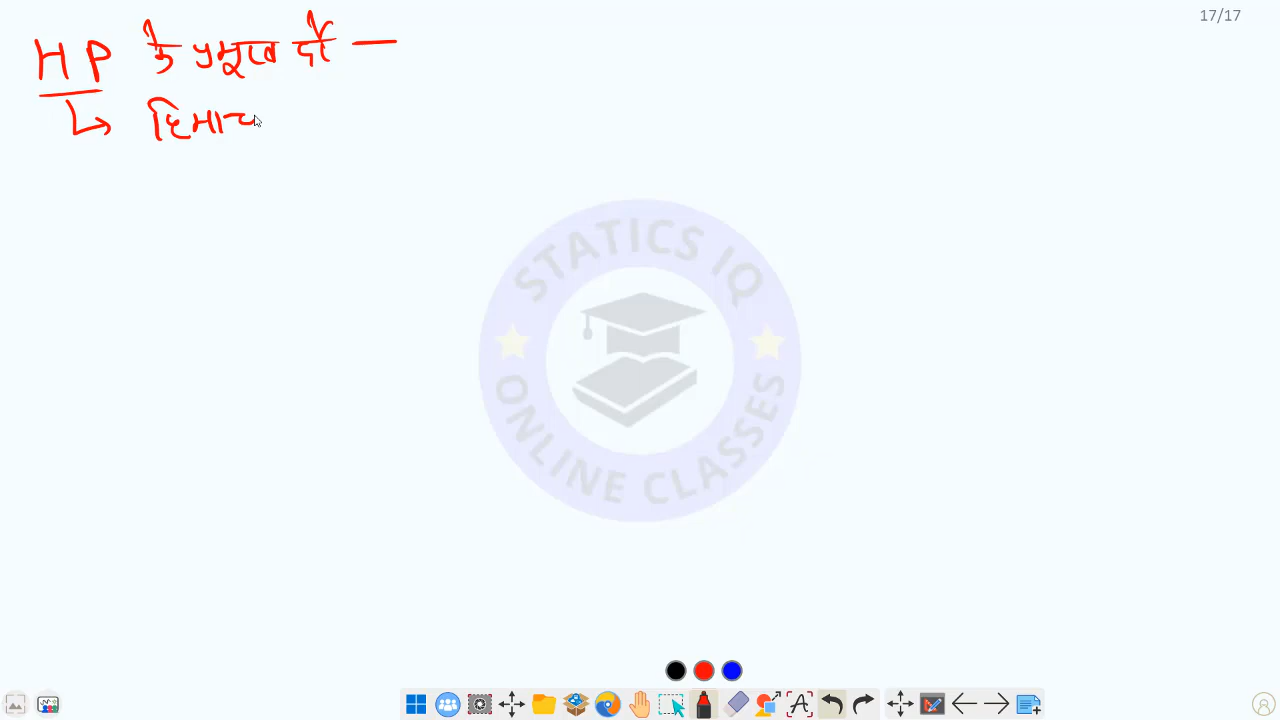 17/17
HP के प्रमुख दर्रे —
↳ हिमाच
STATICS IQ
ONLINE CLASSES